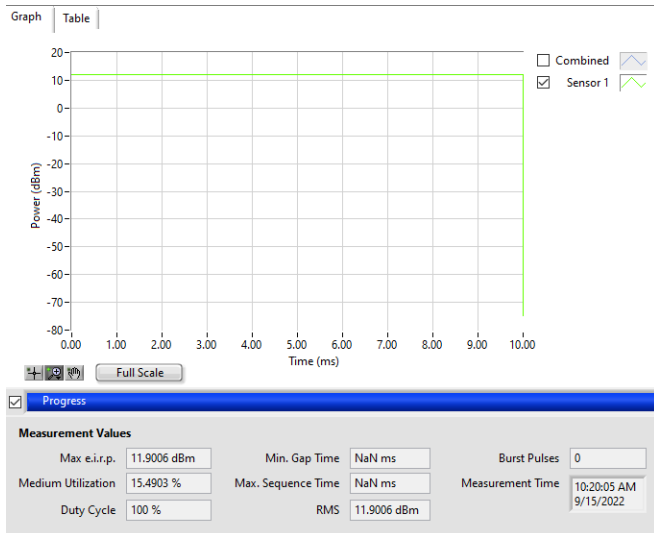 Graph Table
Combined
Sensor 1
20
10
0
-10
-20
-30
-40
-50
-60
-70
-80
Power (dBm)
0.00 1.00 2.00 3.00 4.00 5.00 6.00 7.00 8.00 9.00 10.00
Time (ms)
Full Scale
Progress
Measurement Values
Max e.i.r.p. 11.9006 dBm Min. Gap Time NaN ms Burst Pulses 0
Medium Utilization 15.4903 % Max. Sequence Time NaN ms Measurement Time 10:20:05 AM
9/15/2022
Duty Cycle 100 % RMS 11.9006 dBm